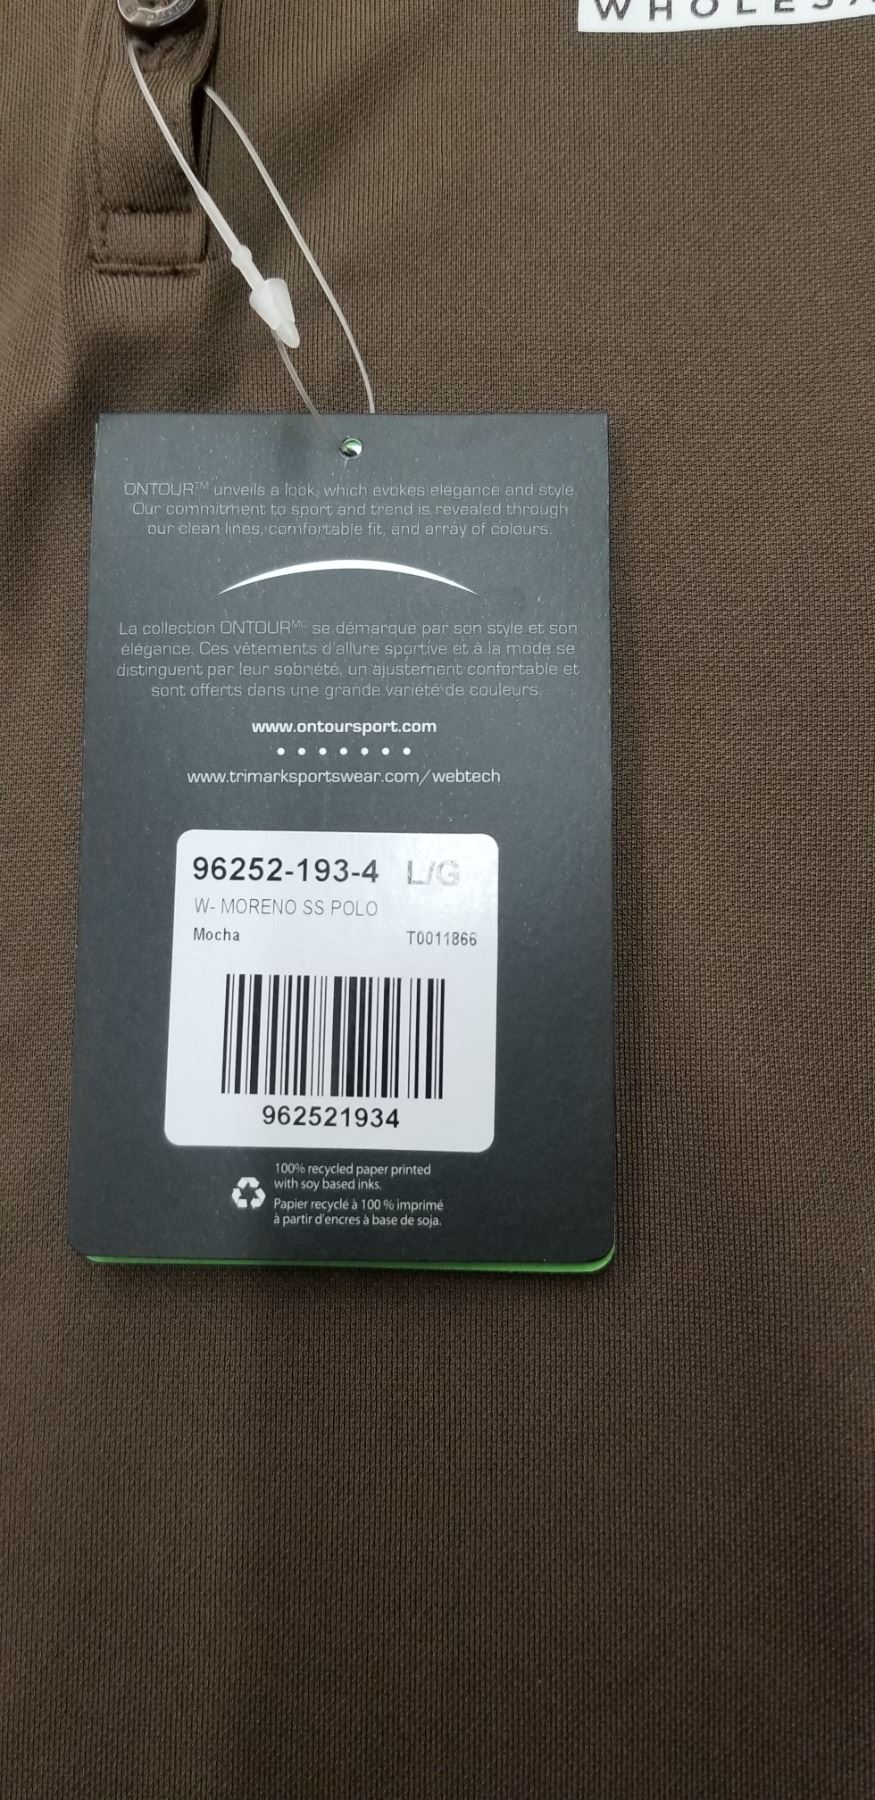 WHOLESA
ONTOUR™ unveils a look, which evokes elegance and style.
Our commitment to sport and trend is revealed through
our clean lines, comfortable fit, and array of colours.
La collection ONTOURᴹᶜ se démarque par son style et son
élégance. Ces vêtements d'allure sportive et à la mode se
distinguent par leur sobriété, un ajustement confortable et
sont offerts dans une grande variété de couleurs.
www.ontoursport.com
www.trimarksportswear.com/webtech
96252-193-4 L/G
W- MORENO SS POLO
Mocha T0011866
962521934
100% recycled paper printed
with soy based inks.
Papier recyclé à 100 % imprimé
à partir d'encres à base de soja.